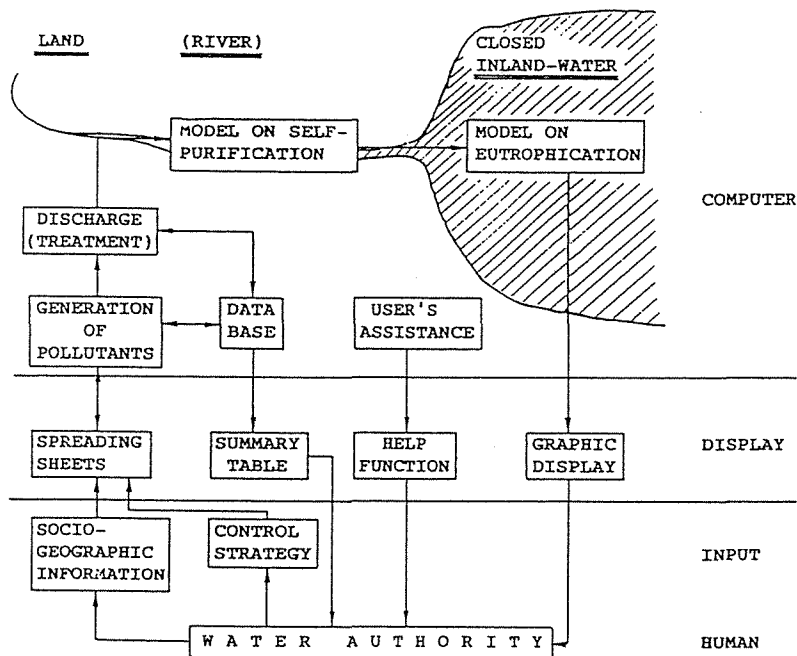 LAND
(RIVER)
CLOSED
INLAND-WATER
MODEL ON SELF-
PURIFICATION
MODEL ON
EUTROPHICATION
COMPUTER
DISCHARGE
(TREATMENT)
GENERATION
OF
POLLUTANTS
DATA
BASE
USER'S
ASSISTANCE
SPREADING
SHEETS
SUMMARY
TABLE
HELP
FUNCTION
GRAPHIC
DISPLAY
DISPLAY
SOCIO-
GEOGRAPHIC
INFORMATION
CONTROL
STRATEGY
INPUT
WATER AUTHORITY
HUMAN